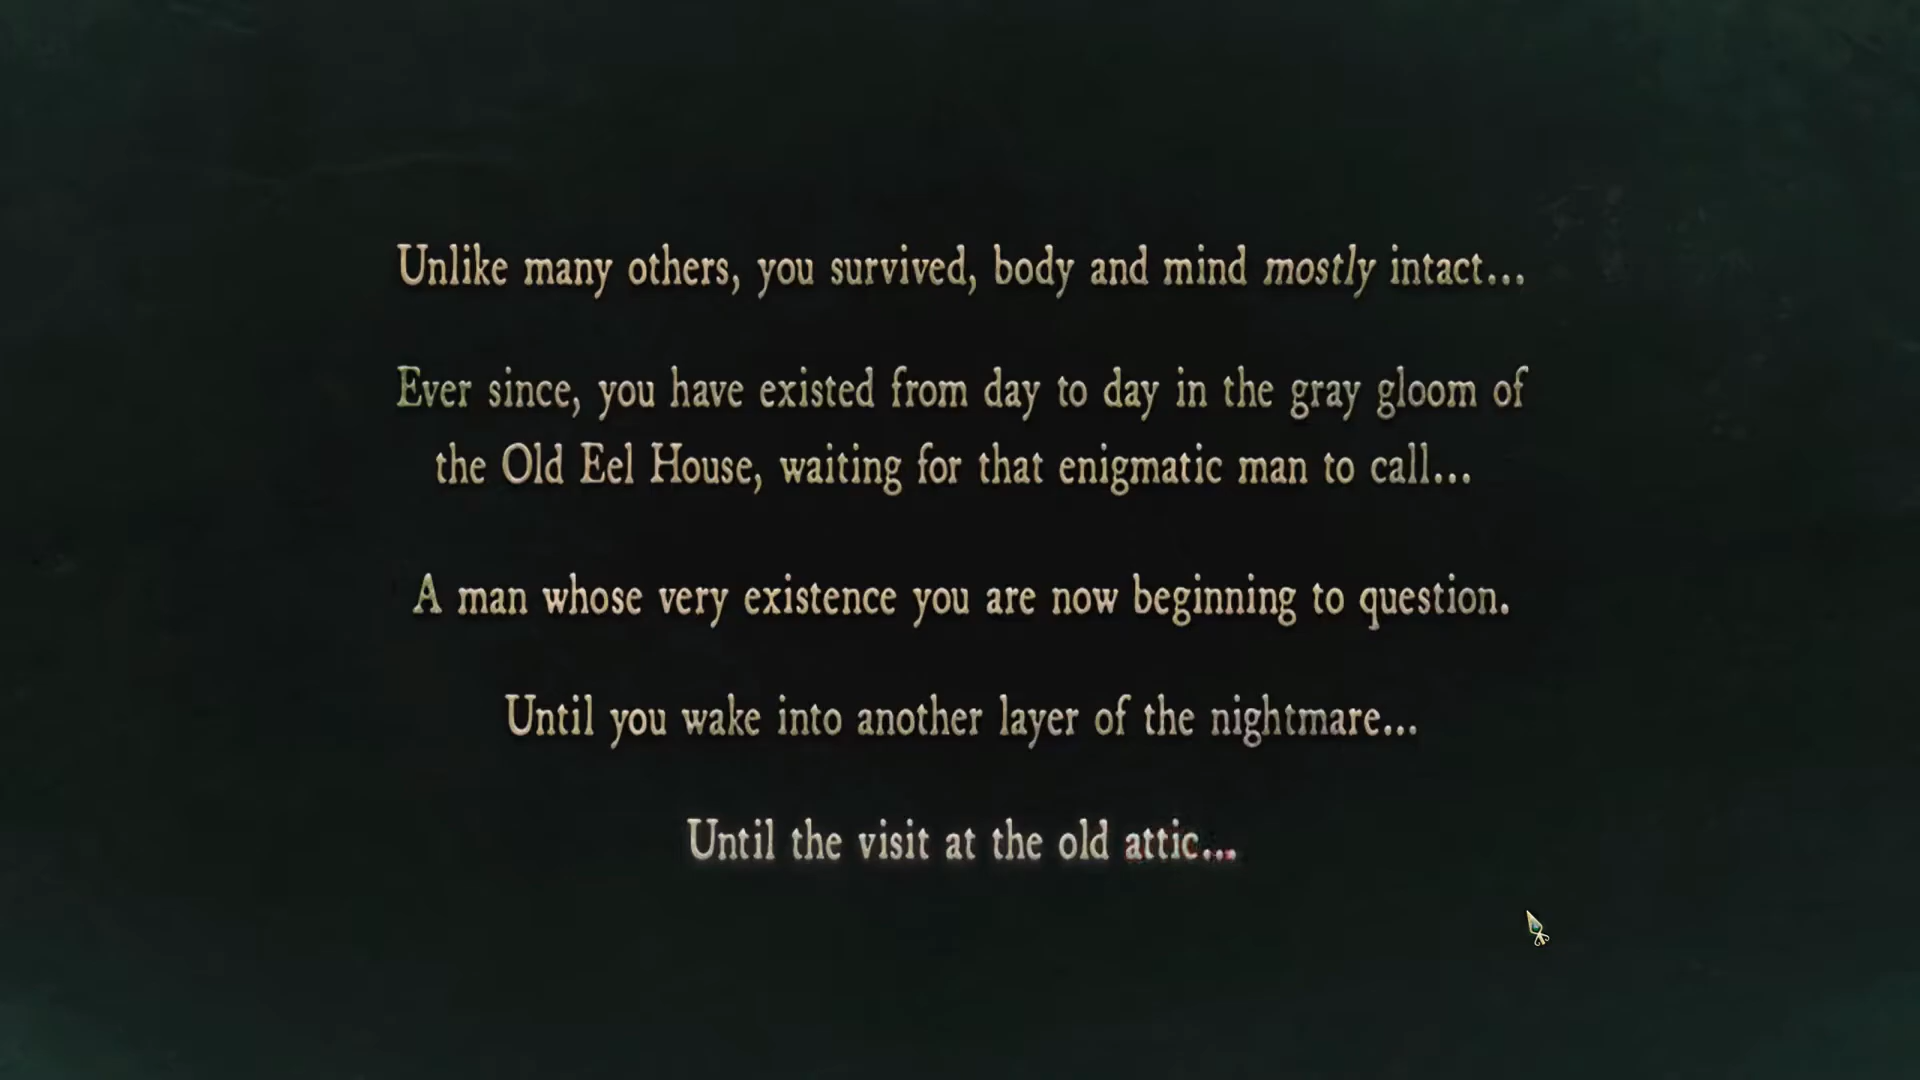 Unlike many others, you survived, body and mind mostly intact...
Ever since, you have existed from day to day in the gray gloom of
the Old Eel House, waiting for that enigmatic man to call...
A man whose very existence you are now beginning to question.
Until you wake into another layer of the nightmare...
Until the visit at the old attic...